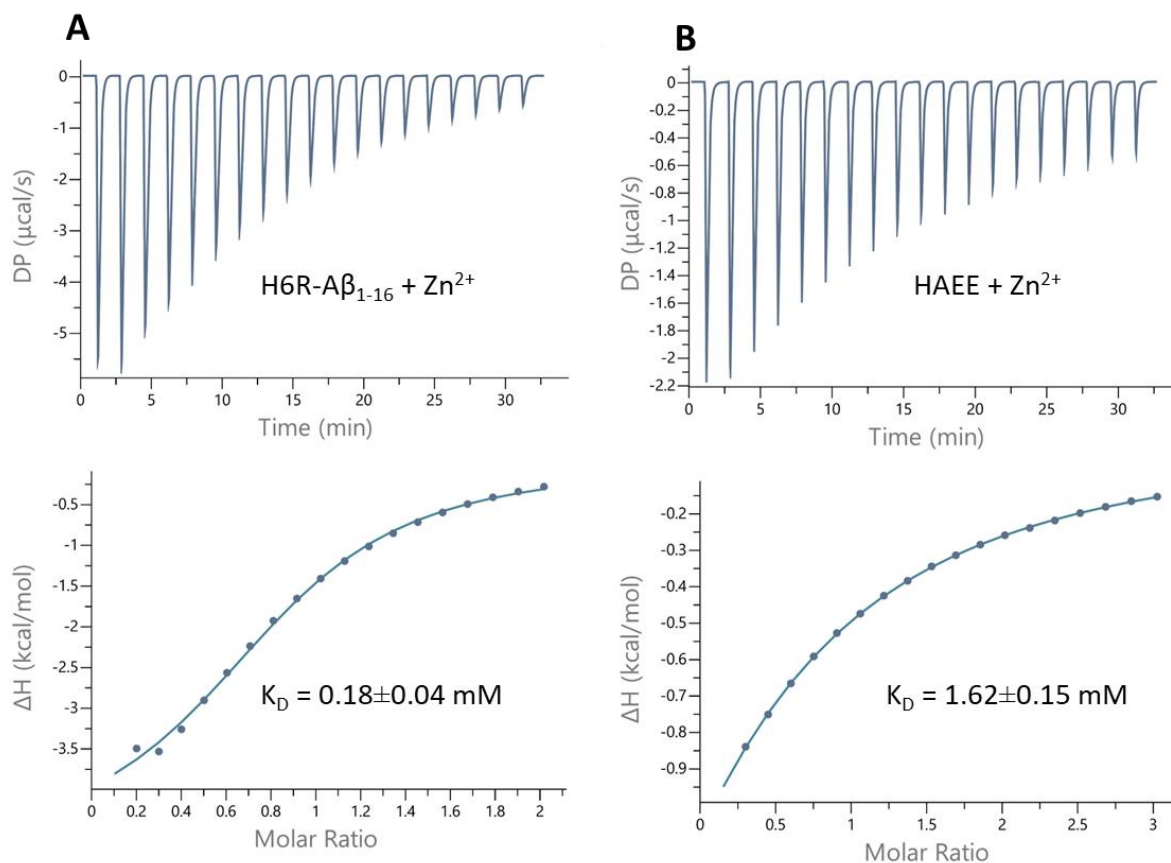 A
0
-1
-2
-3
-4
-5
DP (μcal/s)
H6R-Aβ1-16 + Zn²⁺
0 5 10 15 20 25 30
Time (min)
B
0
-0.2
-0.4
-0.6
-0.8
-1
-1.2
-1.4
-1.6
-1.8
-2
-2.2
DP (μcal/s)
HAEE + Zn²⁺
0 5 10 15 20 25 30
Time (min)
-0.5
-1
-1.5
-2
-2.5
-3
-3.5
ΔH (kcal/mol)
KD = 0.18±0.04 mM
0 0.2 0.4 0.6 0.8 1 1.2 1.4 1.6 1.8 2
Molar Ratio
-0.2
-0.3
-0.4
-0.5
-0.6
-0.7
-0.8
-0.9
ΔH (kcal/mol)
KD = 1.62±0.15 mM
0 0.5 1 1.5 2 2.5 3
Molar Ratio